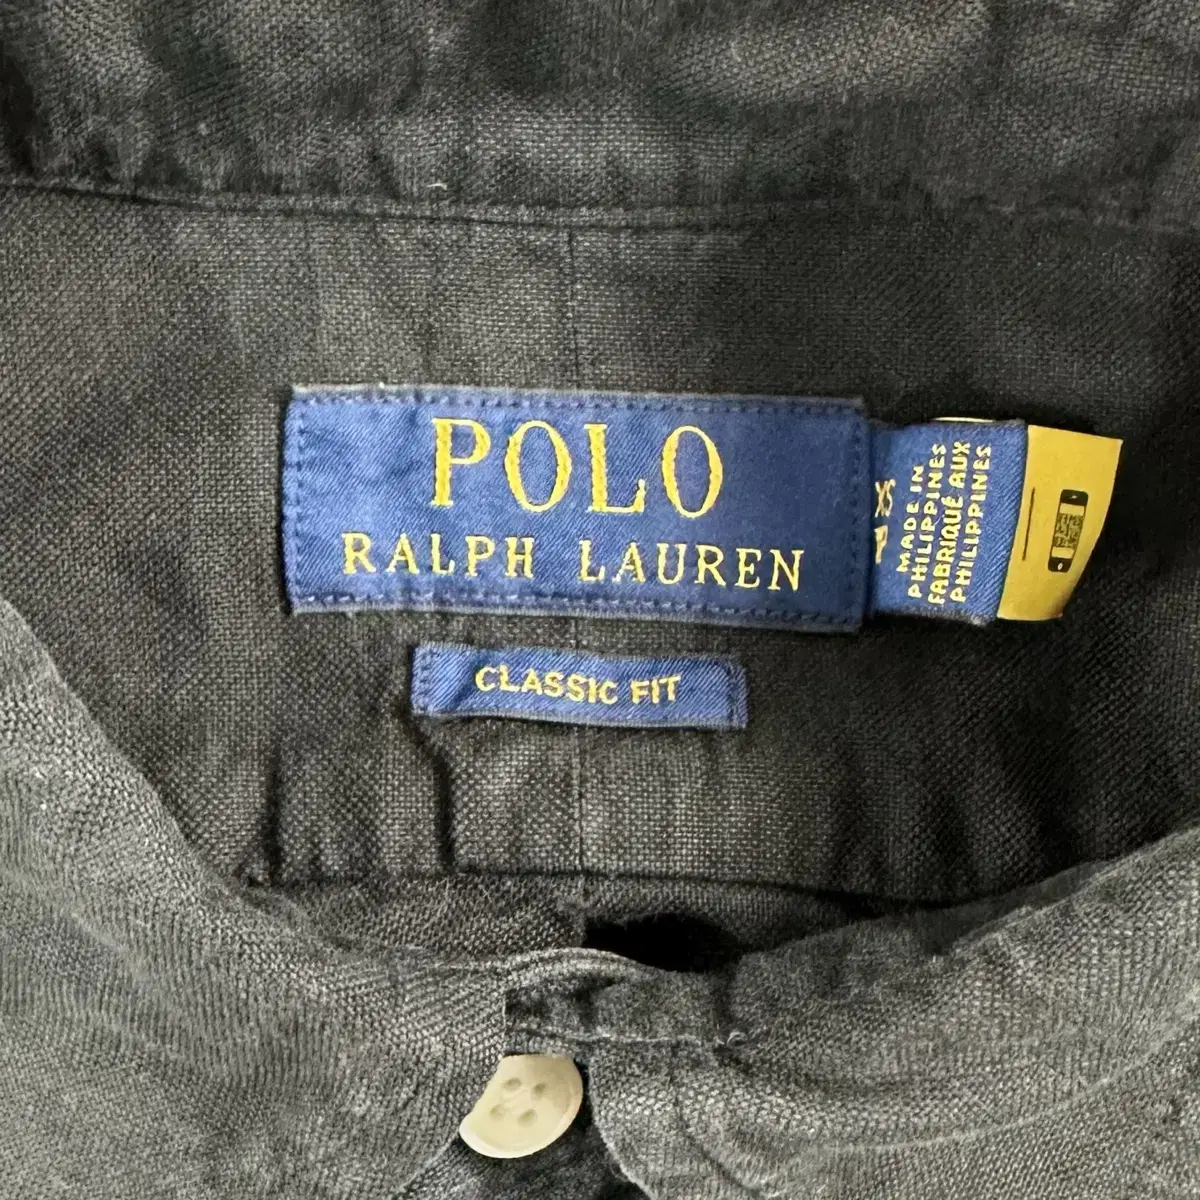 POLO
RALPH LAUREN
CLASSIC FIT
XS
P
MADE IN
PHILIPPINES
FABRIQUÉ AUX
PHILIPPINES